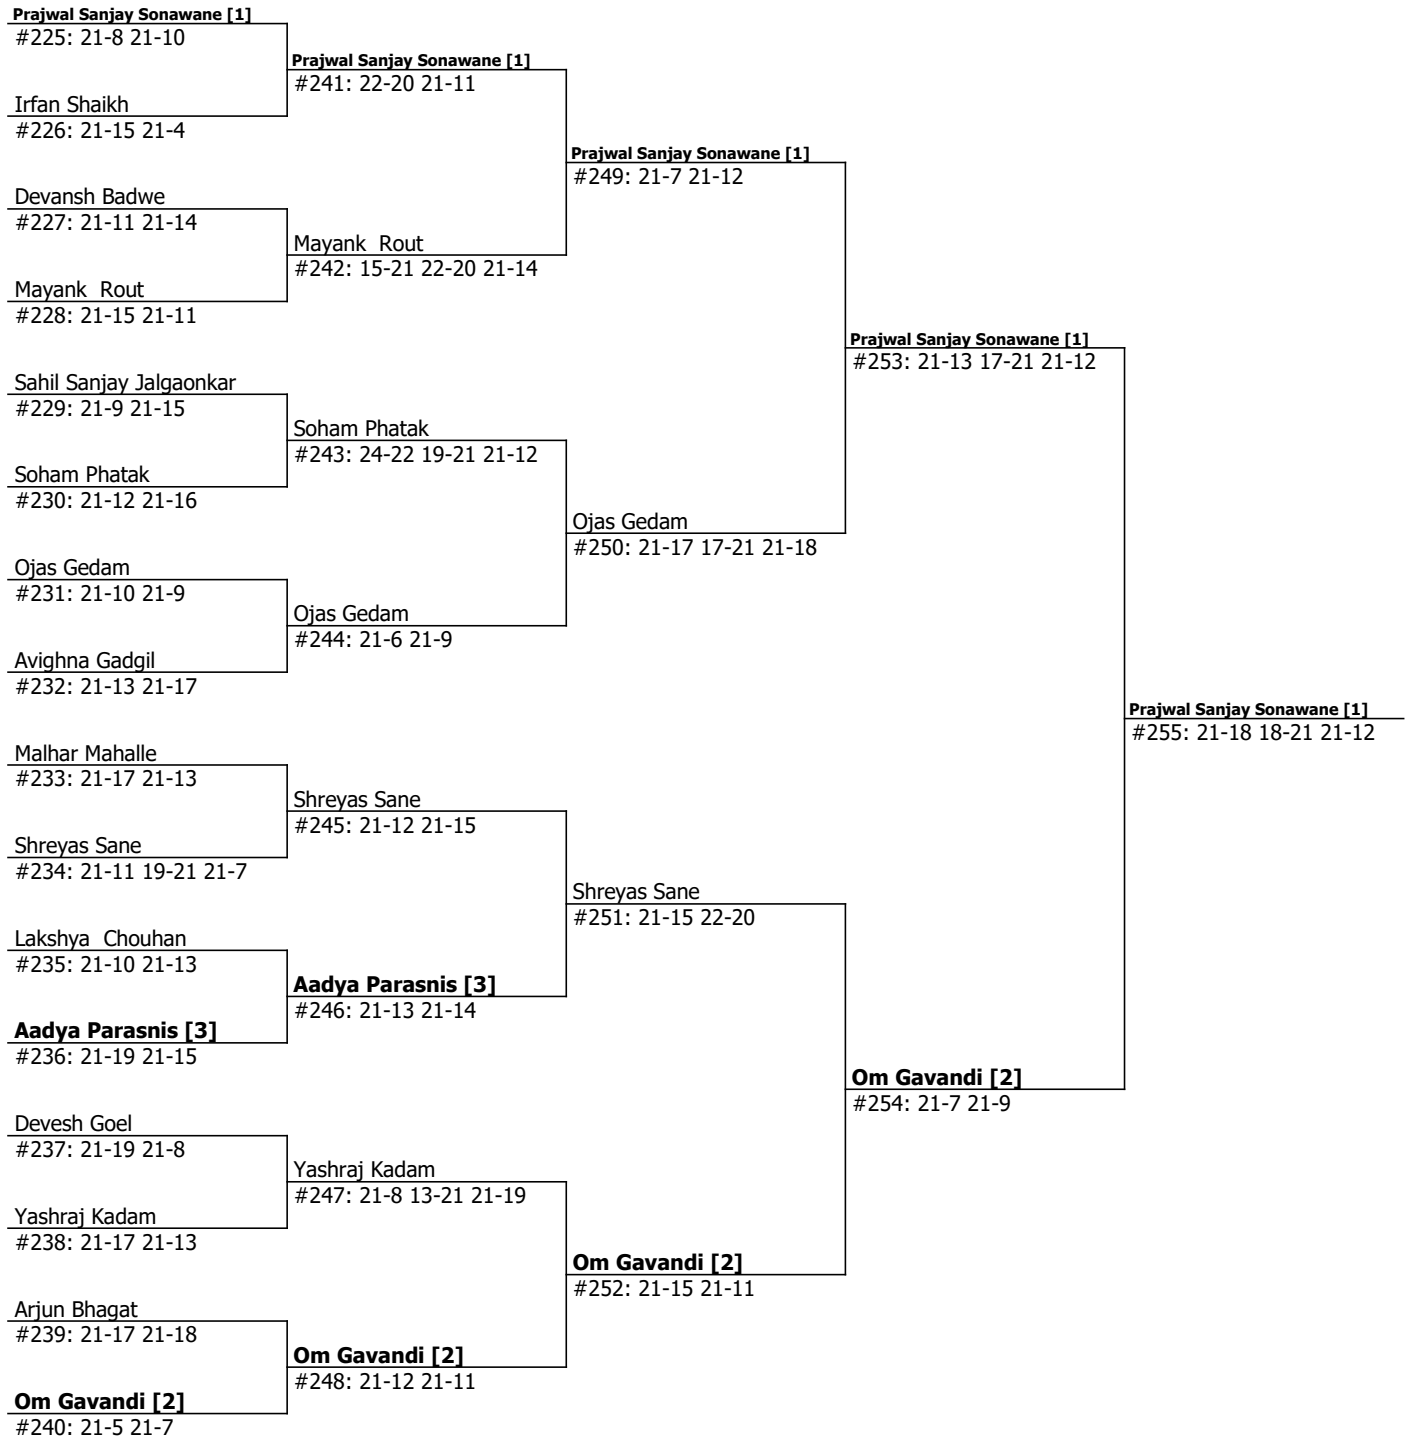 Prajwal Sanjay Sonawane [1]
#225: 21-8 21-10
Prajwal Sanjay Sonawane [1]
#241: 22-20 21-11
Irfan Shaikh
#226: 21-15 21-4
Prajwal Sanjay Sonawane [1]
#249: 21-7 21-12
Devansh Badwe
#227: 21-11 21-14
Mayank  Rout
#242: 15-21 22-20 21-14
Mayank  Rout
#228: 21-15 21-11
Prajwal Sanjay Sonawane [1]
#253: 21-13 17-21 21-12
Sahil Sanjay Jalgaonkar
#229: 21-9 21-15
Soham Phatak
#243: 24-22 19-21 21-12
Soham Phatak
#230: 21-12 21-16
Ojas Gedam
#250: 21-17 17-21 21-18
Ojas Gedam
#231: 21-10 21-9
Ojas Gedam
#244: 21-6 21-9
Avighna Gadgil
#232: 21-13 21-17
Prajwal Sanjay Sonawane [1]
#255: 21-18 18-21 21-12
Malhar Mahalle
#233: 21-17 21-13
Shreyas Sane
#245: 21-12 21-15
Shreyas Sane
#234: 21-11 19-21 21-7
Shreyas Sane
#251: 21-15 22-20
Lakshya  Chouhan
#235: 21-10 21-13
Aadya Parasnis [3]
#246: 21-13 21-14
Aadya Parasnis [3]
#236: 21-19 21-15
Om Gavandi [2]
#254: 21-7 21-9
Devesh Goel
#237: 21-19 21-8
Yashraj Kadam
#247: 21-8 13-21 21-19
Yashraj Kadam
#238: 21-17 21-13
Om Gavandi [2]
#252: 21-15 21-11
Arjun Bhagat
#239: 21-17 21-18
Om Gavandi [2]
#248: 21-12 21-11
Om Gavandi [2]
#240: 21-5 21-7